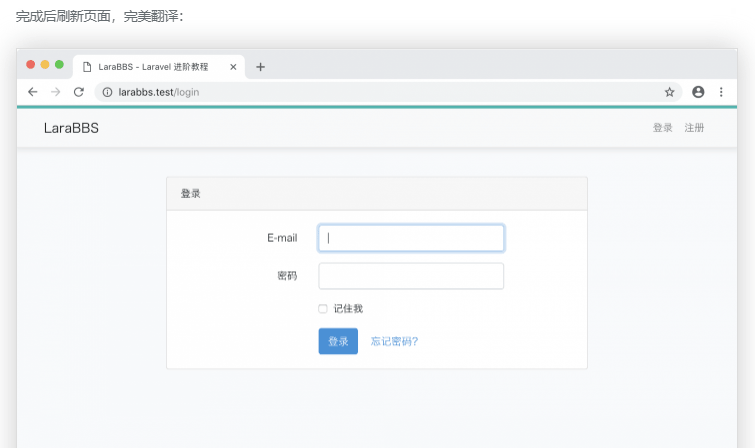 完成后刷新页面，完美翻译：
LaraBBS - Laravel 进阶教程
larabbs.test/login
LaraBBS 登录 注册
登录
E-mail
密码
记住我
登录 忘记密码？